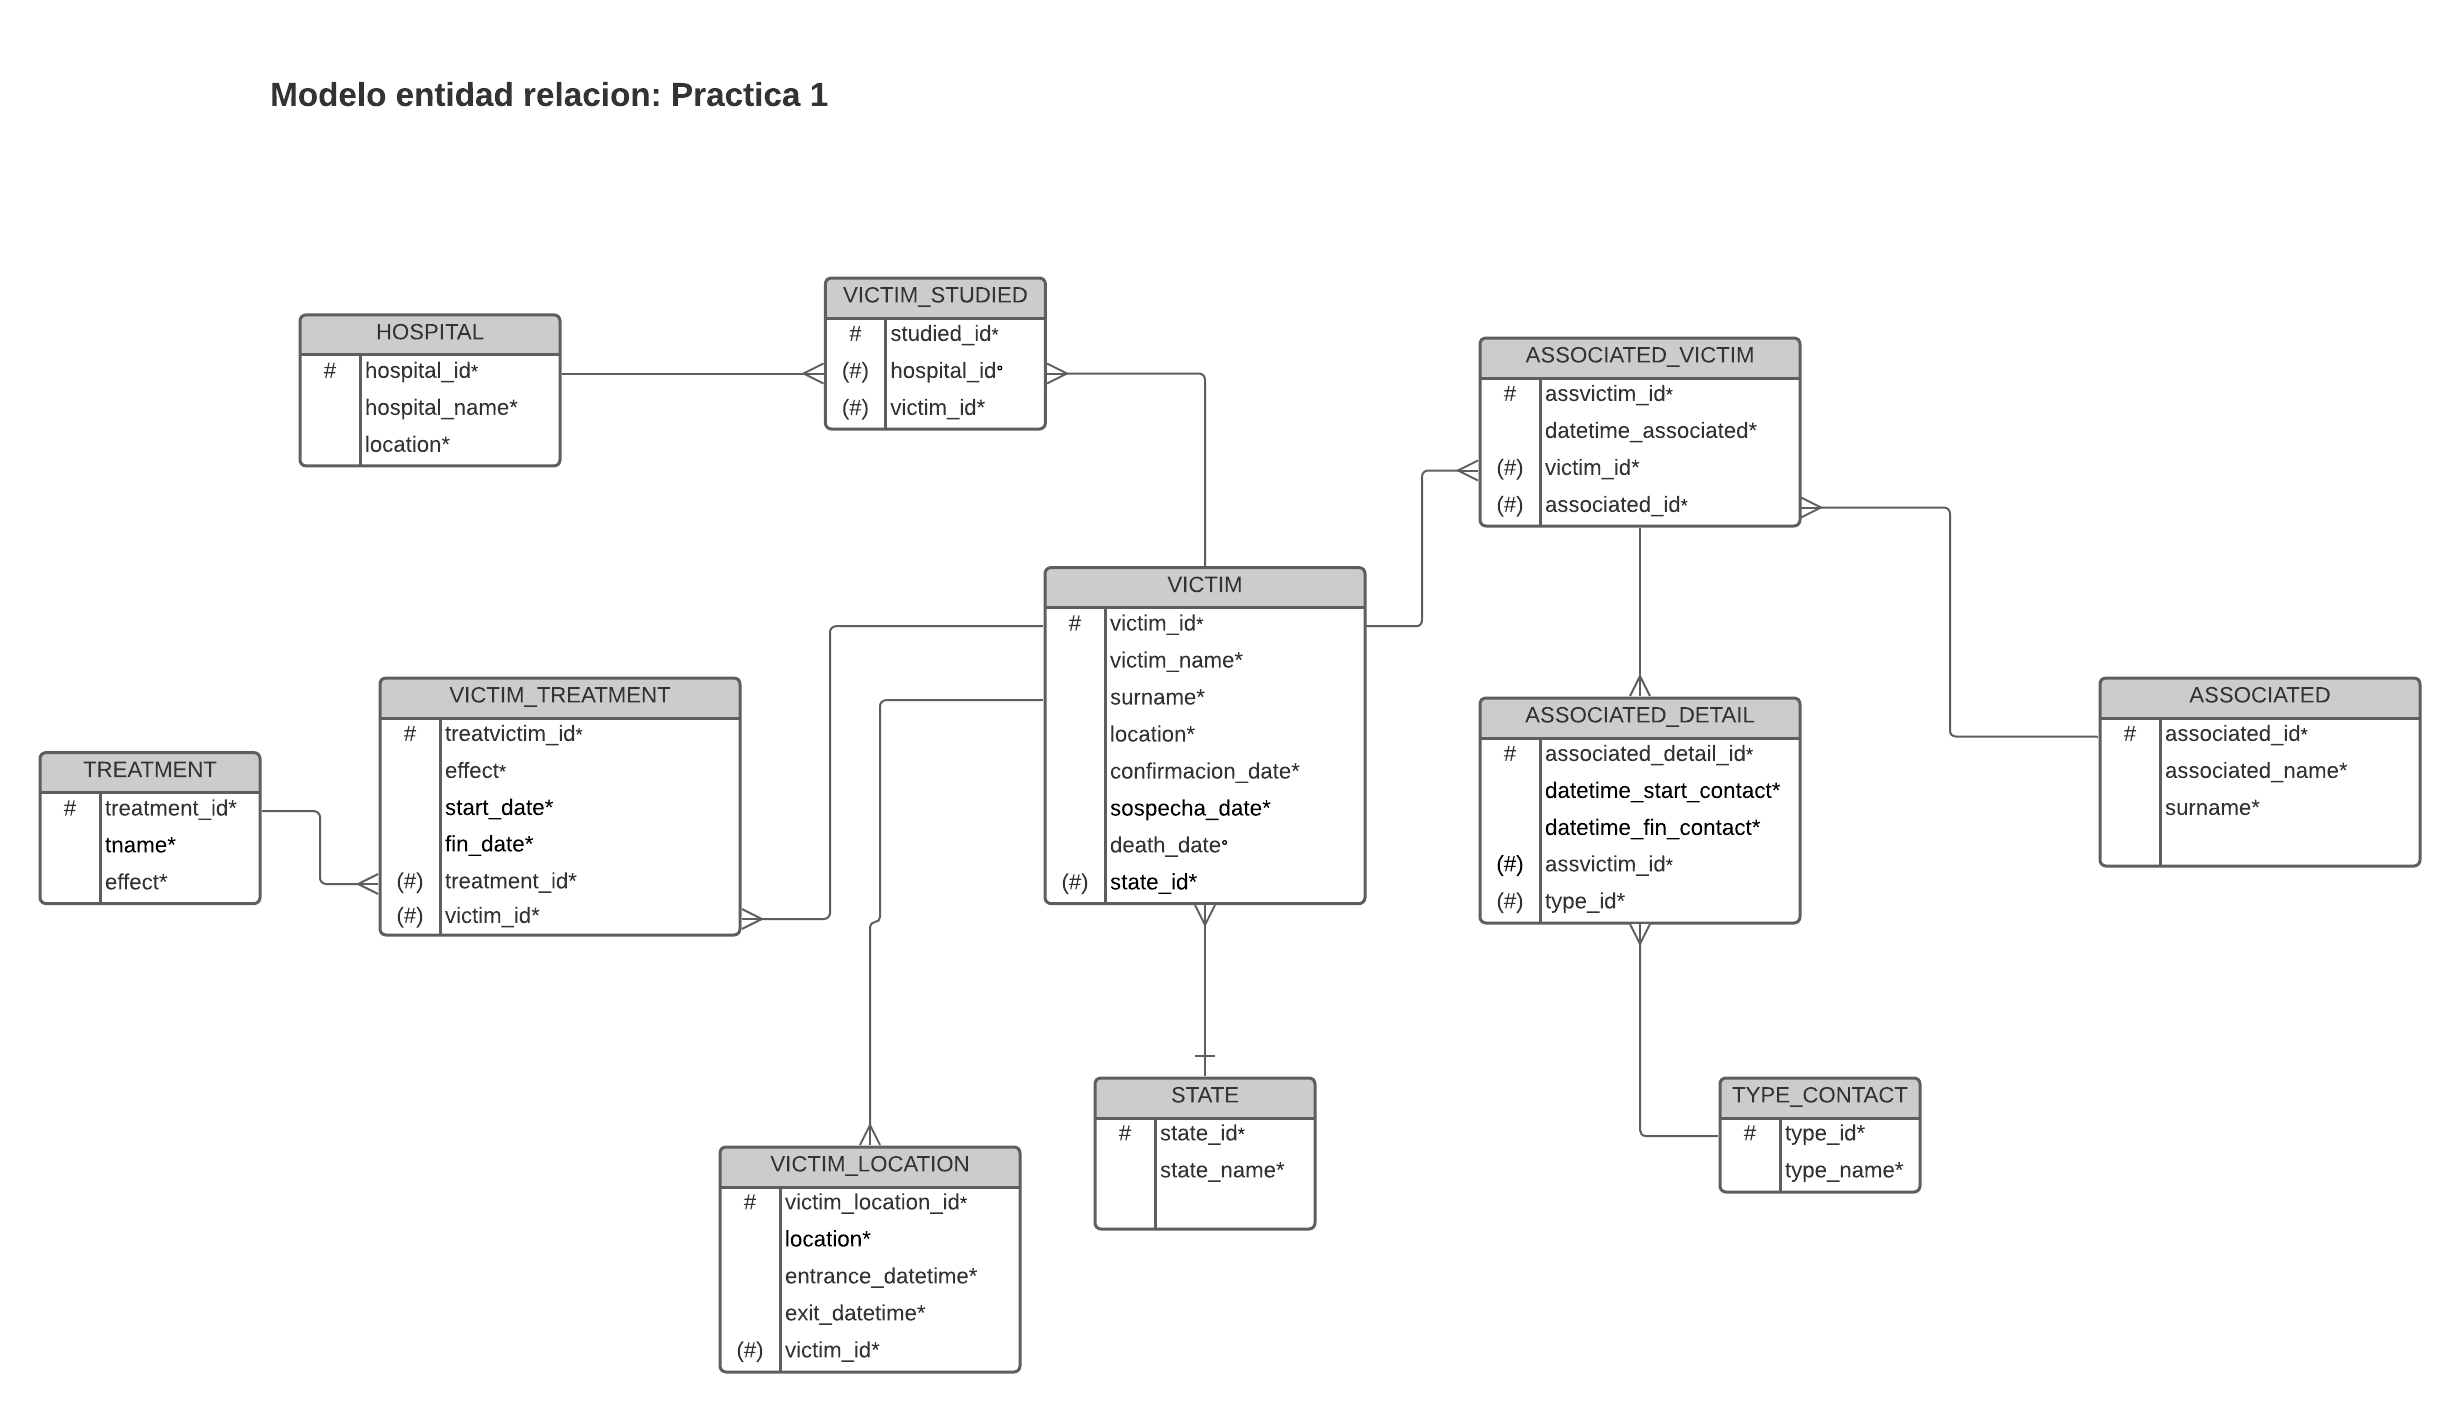 Modelo entidad relacion: Practica 1
HOSPITAL
# hospital_id*
hospital_name*
location*
VICTIM_STUDIED
# studied_id*
(#) hospital_id°
(#) victim_id*
ASSOCIATED_VICTIM
# assvictim_id*
datetime_associated*
(#) victim_id*
(#) associated_id*
VICTIM
# victim_id*
victim_name*
surname*
location*
confirmacion_date*
sospecha_date*
death_date°
(#) state_id*
TREATMENT
# treatment_id*
tname*
effect*
VICTIM_TREATMENT
# treatvictim_id*
effect*
start_date*
fin_date*
(#) treatment_id*
(#) victim_id*
ASSOCIATED_DETAIL
# associated_detail_id*
datetime_start_contact*
datetime_fin_contact*
(#) assvictim_id*
(#) type_id*
ASSOCIATED
# associated_id*
associated_name*
surname*
VICTIM_LOCATION
# victim_location_id*
location*
entrance_datetime*
exit_datetime*
(#) victim_id*
STATE
# state_id*
state_name*
TYPE_CONTACT
# type_id*
type_name*